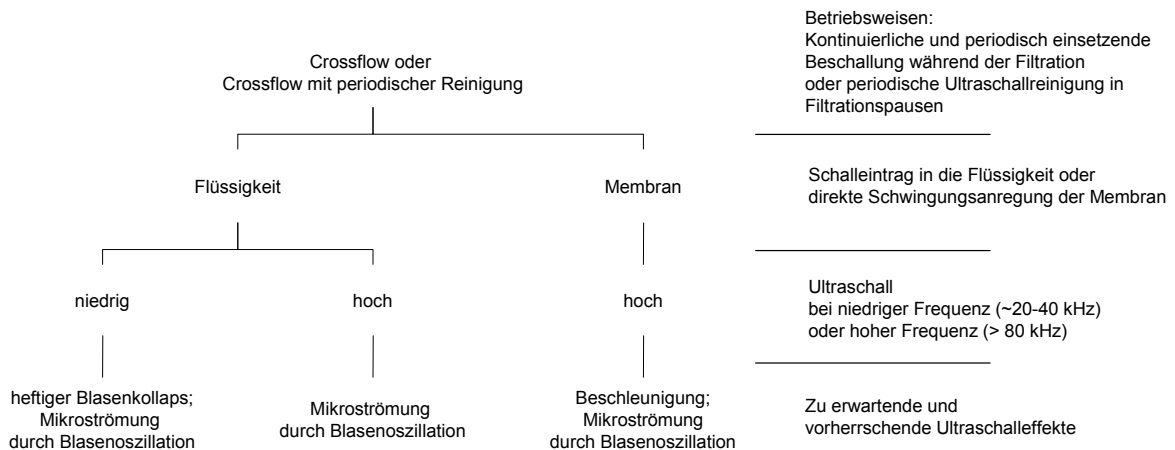 Betriebsweisen:
Kontinuierliche und periodisch einsetzende
Beschallung während der Filtration
oder periodische Ultraschallreinigung in
Filtrationspausen
Crossflow oder
Crossflow mit periodischer Reinigung
Flüssigkeit
Membran
Schalleintrag in die Flüssigkeit oder
direkte Schwingungsanregung der Membran
niedrig
hoch
hoch
Ultraschall
bei niedriger Frequenz (~20-40 kHz)
oder hoher Frequenz (> 80 kHz)
heftiger Blasenkollaps;
Mikroströmung
durch Blasenoszillation
Mikroströmung
durch Blasenoszillation
Beschleunigung;
Mikroströmung
durch Blasenoszillation
Zu erwartende und
vorherrschende Ultraschalleffekte